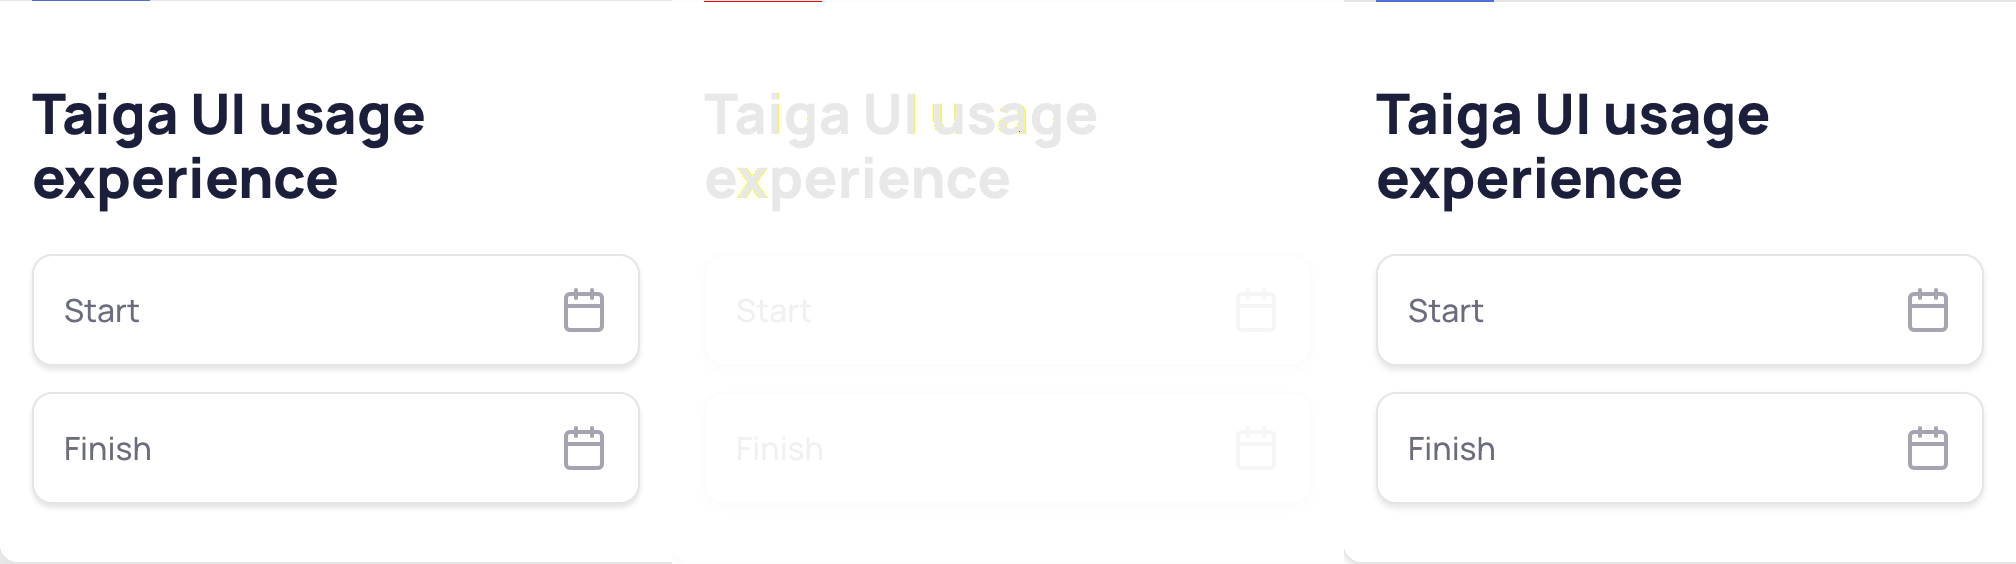 Taiga UI usage
experience
Start
Finish
Taiga UI usage
experience
Start
Finish
Taiga UI usage
experience
Start
Finish